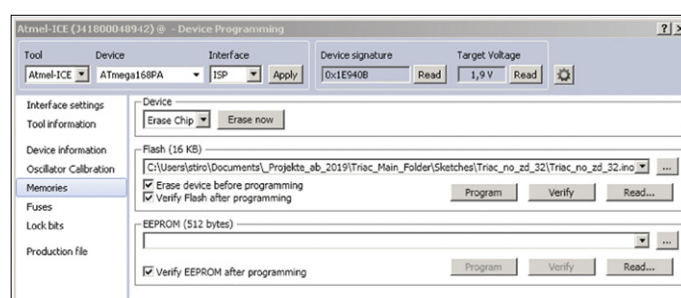 Atmel-ICE (J41800048942) @ - Device Programming
Tool Device Interface Device signature Target Voltage
Atmel-ICE ATmega168PA ISP Apply 0x1E940B Read 1,9 V Read
Interface settings
Tool information
Device information
Oscillator Calibration
Memories
Fuses
Lock bits
Production file
Device
Erase Chip Erase now
Flash (16 KB)
C:\Users\stiro\Documents\_Projekte_ab_2019\Triac_Main_Folder\Sketches\Triac_no_zd_32\Triac_no_zd_32.ino ...
Erase device before programming
Verify Flash after programming
Program Verify Read...
EEPROM (512 bytes)
...
Verify EEPROM after programming
Program Verify Read...